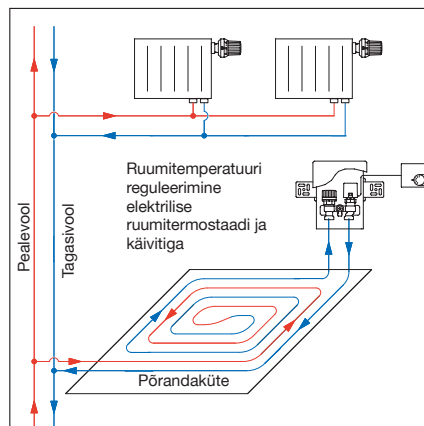 Ruumitemperatuuri
reguleerimine
elektrilise
ruumitermostaadi ja
käivitiga
Pealevool
Tagasivool
Põrandaküte